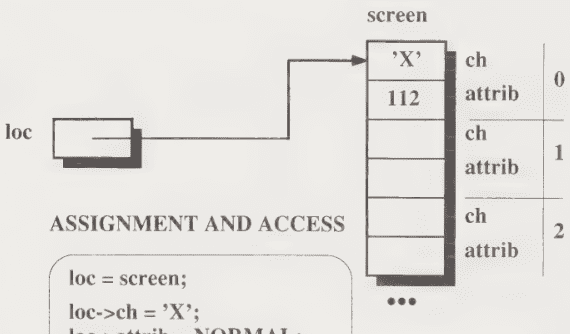 screen
'X' ch
112 attrib 0
loc
ch
attrib 1
ch
attrib 2
•••
ASSIGNMENT AND ACCESS
loc = screen;
loc->ch = 'X';